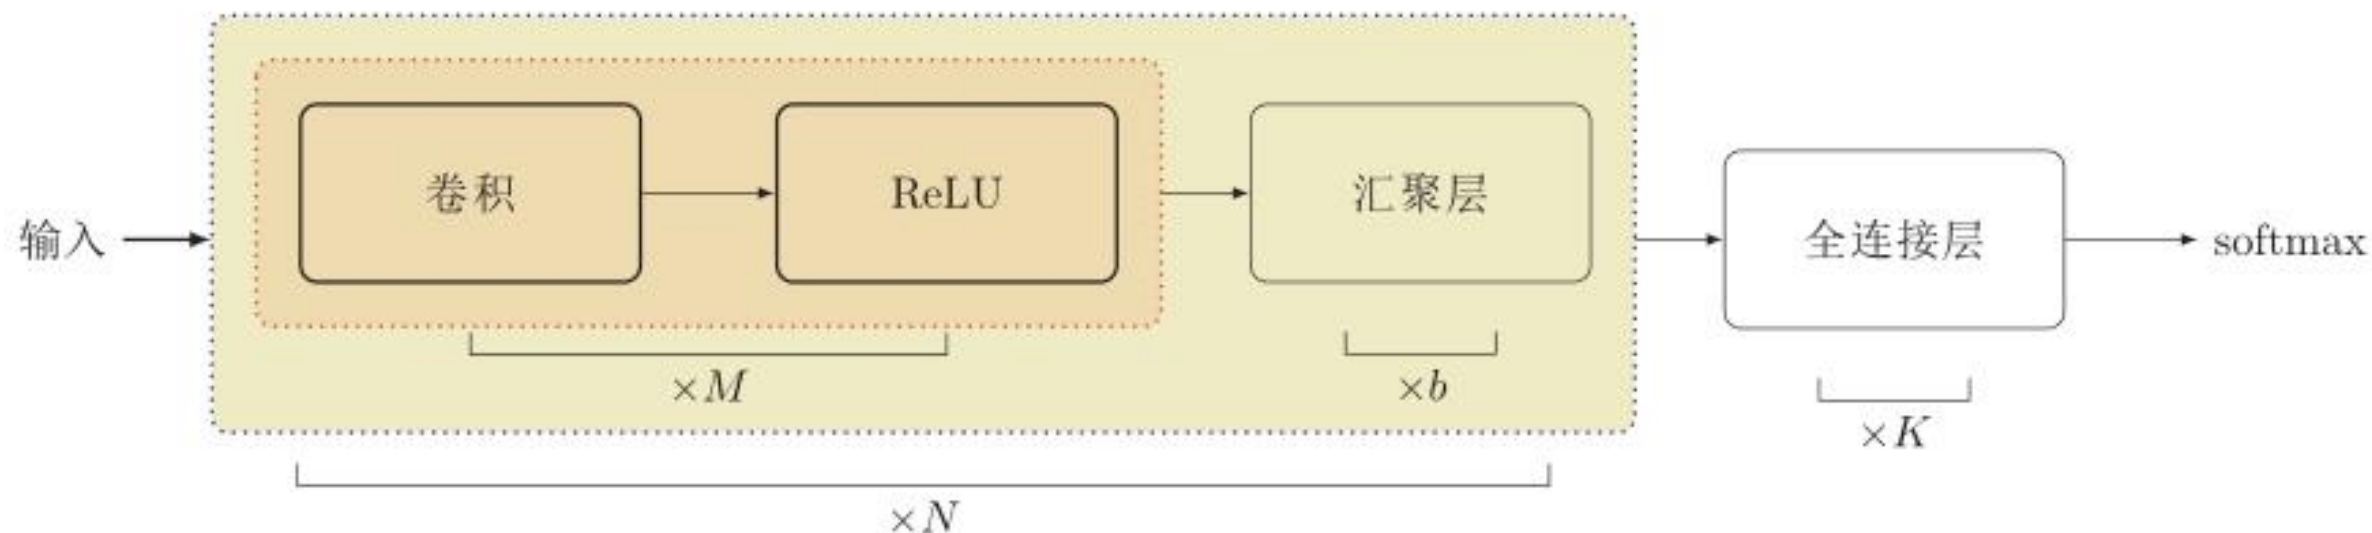 输入
卷积
ReLU
×M
汇聚层
×b
×N
全连接层
×K
softmax